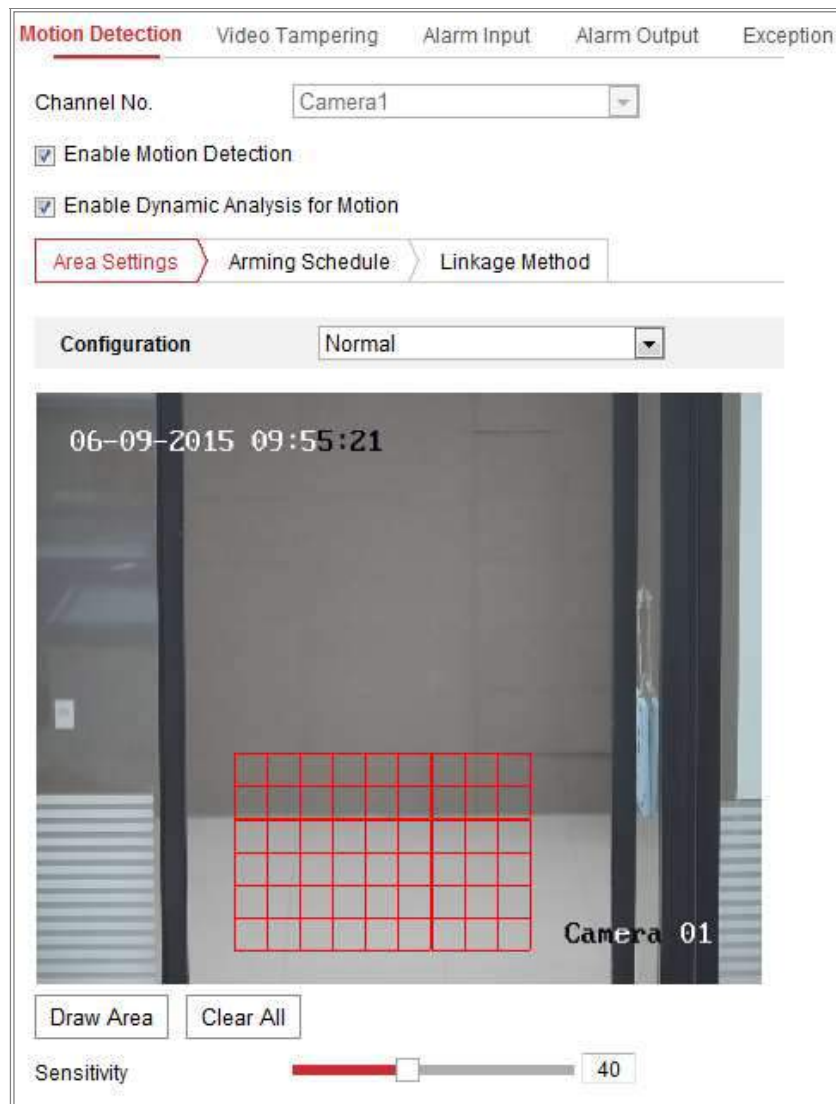 Motion Detection Video Tampering Alarm Input Alarm Output Exception
Channel No. Camera1
Enable Motion Detection
Enable Dynamic Analysis for Motion
Area Settings Arming Schedule Linkage Method
Configuration Normal
06-09-2015 09:55:21
Camera 01
Draw Area Clear All
Sensitivity 40